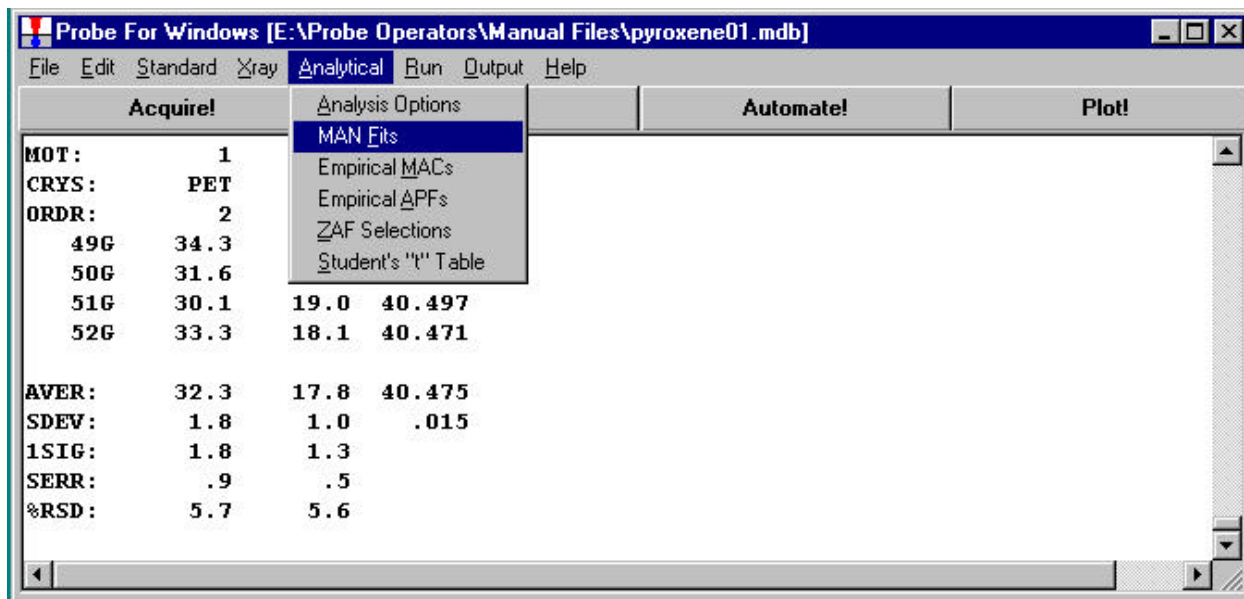 Probe For Windows [E:\Probe Operators\Manual Files\pyroxene01.mdb]
File Edit Standard Xray Analytical Run Output Help
Acquire! Automate! Plot!
Analysis Options
MAN Fits
Empirical MACs
Empirical APFs
ZAF Selections
Student's "t" Table
MOT: 1
CRYS: PET
ORDR: 2
49G 34.3
50G 31.6
51G 30.1 19.0 40.497
52G 33.3 18.1 40.471
AVER: 32.3 17.8 40.475
SDEV: 1.8 1.0 .015
1SIG: 1.8 1.3
SERR: .9 .5
%RSD: 5.7 5.6